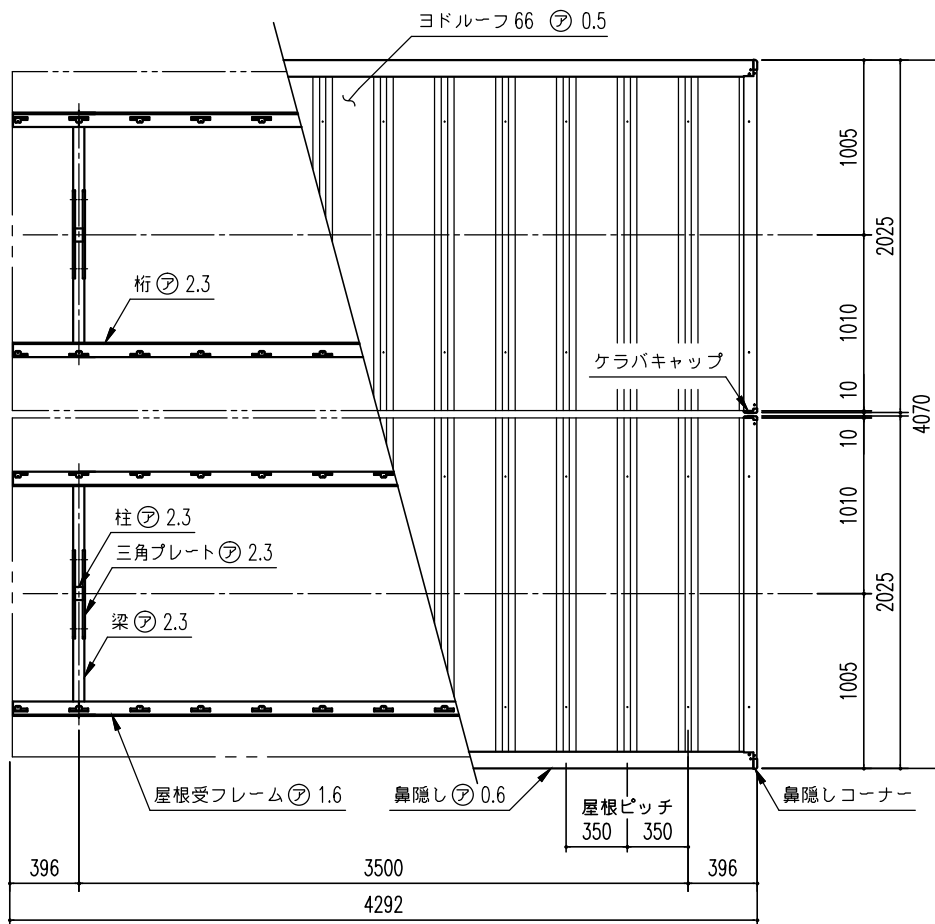 ヨドルーフ66 ㋐ 0.5
1005
2025
桁 ㋐ 2.3
1010
ケラバキャップ
10
4070
10
1010
柱 ㋐ 2.3
三角プレート ㋐ 2.3
2025
梁 ㋐ 2.3
1005
屋根受フレーム ㋐ 1.6
鼻隠し ㋐ 0.6
屋根ピッチ
鼻隠しコーナー
350
350
396
3500
396
4292